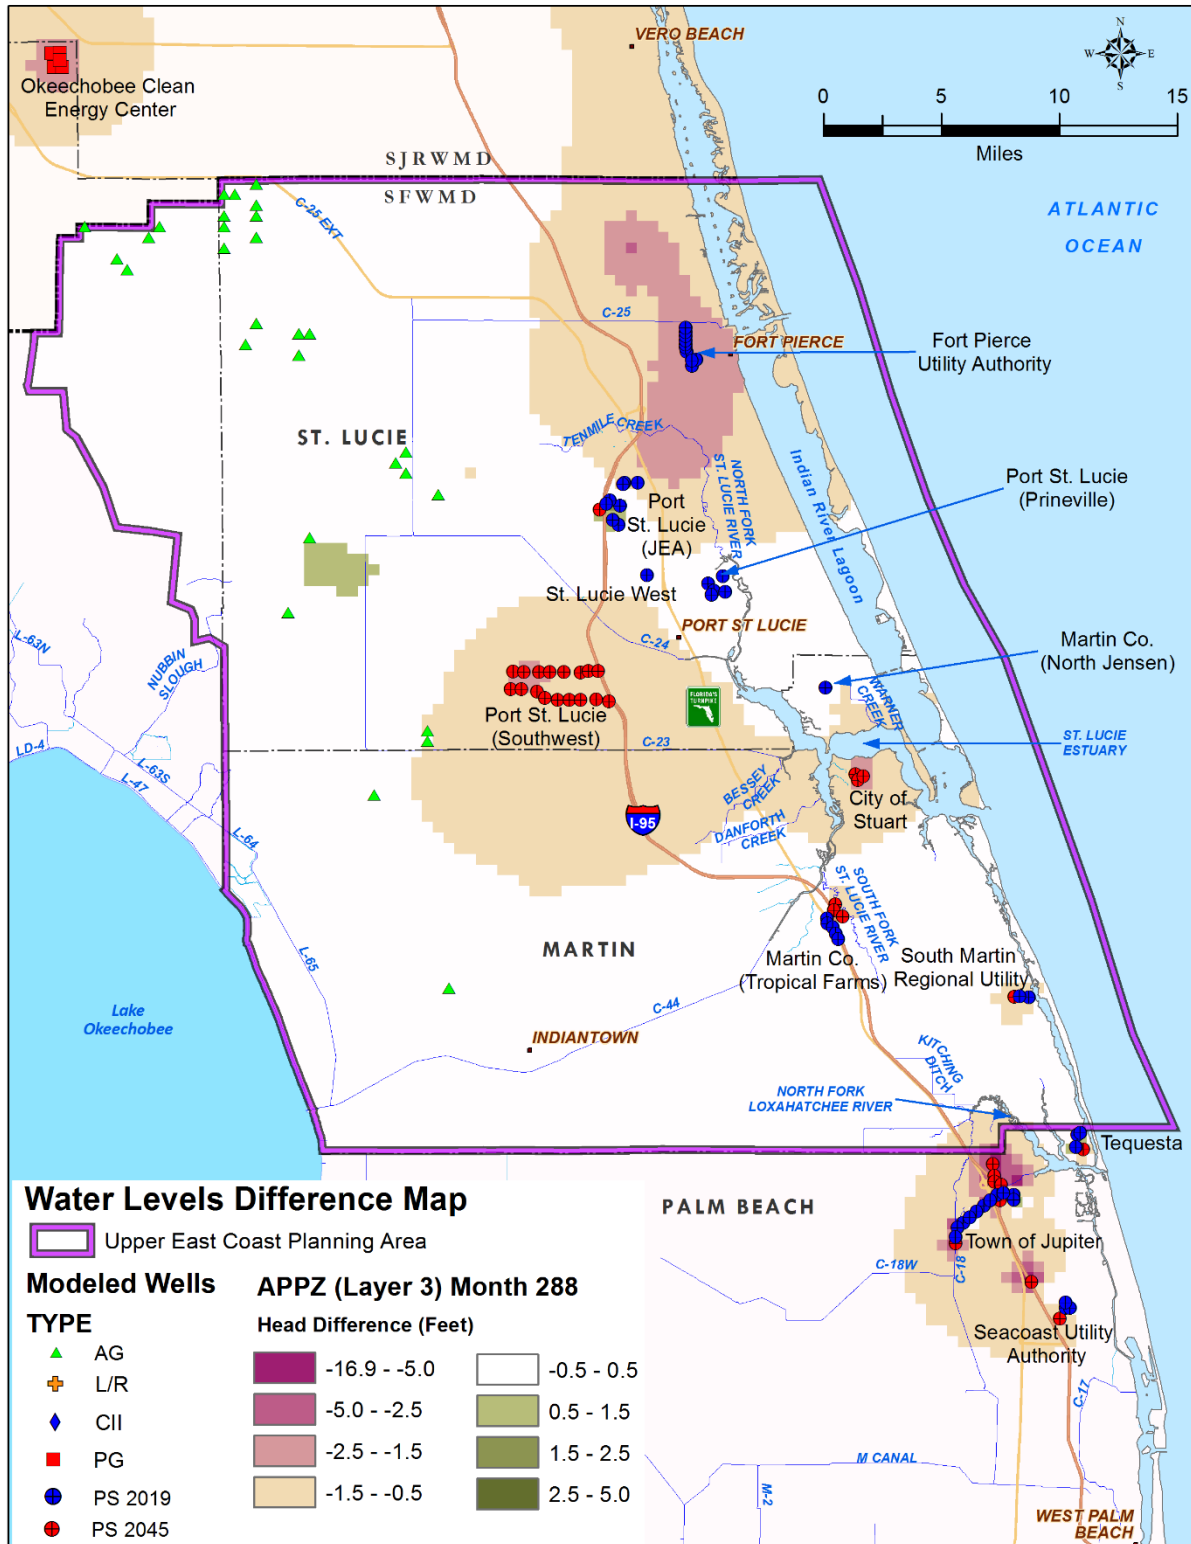 VERO BEACH
N
W E
S
0 5 10 15
Miles
Okeechobee Clean
Energy Center
SJRWMD
SFWMD
C-25 EXT
ATLANTIC
OCEAN
C-25
FORT PIERCE
Fort Pierce
Utility Authority
ST. LUCIE
TENMILE CREEK
NORTH FORK
ST. LUCIE RIVER
Indian River Lagoon
Port St. Lucie
(Prineville)
Port
St. Lucie
(JEA)
St. Lucie West
PORT ST LUCIE
C-24
L-63N
NUBBIN
SLOUGH
Martin Co.
(North Jensen)
WARNER
CREEK
FLORIDA'S
TURNPIKE
Port St. Lucie
(Southwest)
C-23
ST. LUCIE
ESTUARY
LD-4
L-63S
L-47
BESSEY
CREEK
City of
Stuart
I-95
DANFORTH
CREEK
L-64
SOUTH FORK
ST. LUCIE RIVER
MARTIN
Martin Co.
(Tropical Farms)
South Martin
Regional Utility
L-65
C-44
Lake
Okeechobee
INDIANTOWN
KITCHING
DITCH
NORTH FORK
LOXAHATCHEE RIVER
Tequesta
PALM BEACH
Town of Jupiter
C-18W
C-18
Seacoast Utility
Authority
C-17
M CANAL
M-2
WEST PALM
BEACH
Water Levels Difference Map
Upper East Coast Planning Area
Modeled Wells
TYPE
AG
L/R
CII
PG
PS 2019
PS 2045
APPZ (Layer 3) Month 288
Head Difference (Feet)
-16.9 - -5.0
-5.0 - -2.5
-2.5 - -1.5
-1.5 - -0.5
-0.5 - 0.5
0.5 - 1.5
1.5 - 2.5
2.5 - 5.0